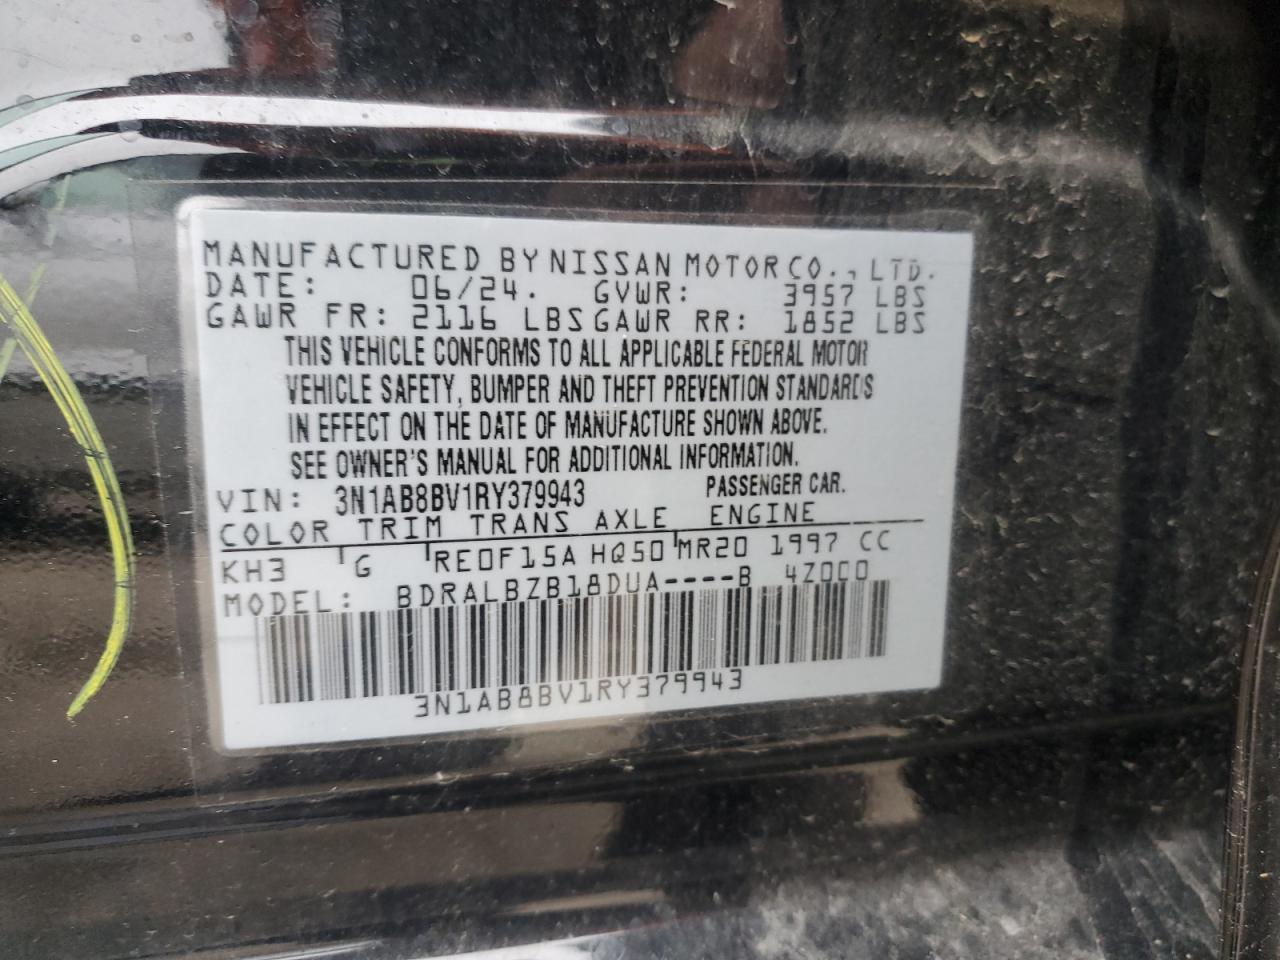 MANUFACTURED BY NISSAN MOTOR CO., LTD.
DATE: 06/24. GVWR: 3957 LBS
GAWR FR: 2116 LBS GAWR RR: 1852 LBS
THIS VEHICLE CONFORMS TO ALL APPLICABLE FEDERAL MOTOR
VEHICLE SAFETY, BUMPER AND THEFT PREVENTION STANDARDS
IN EFFECT ON THE DATE OF MANUFACTURE SHOWN ABOVE.
SEE OWNER'S MANUAL FOR ADDITIONAL INFORMATION.
VIN: 3N1AB8BV1RY379943 PASSENGER CAR.
COLOR TRIM TRANS AXLE ENGINE
KH3 G RE0F15A HQ50 MR20 1997 CC
MODEL: BDRALBZB18DUA----B 4Z0C0
3N1AB8BV1RY379943